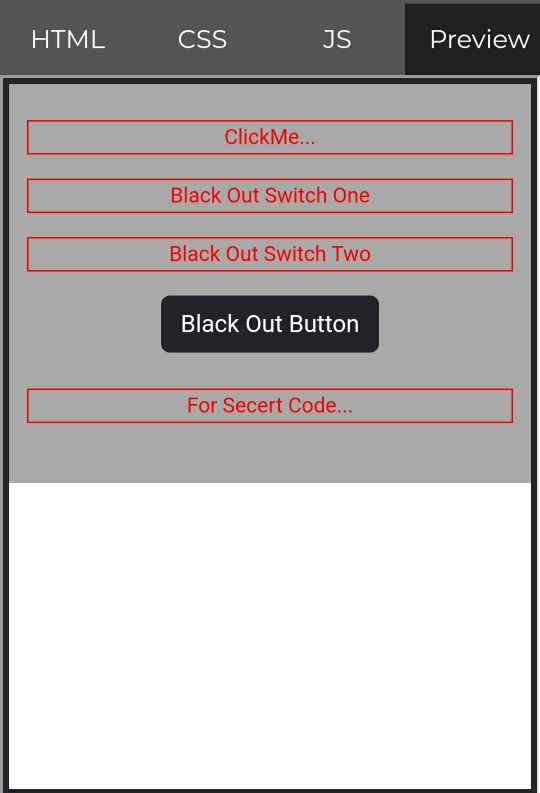 HTML CSS JS Preview
ClickMe...
Black Out Switch One
Black Out Switch Two
Black Out Button
For Secert Code...